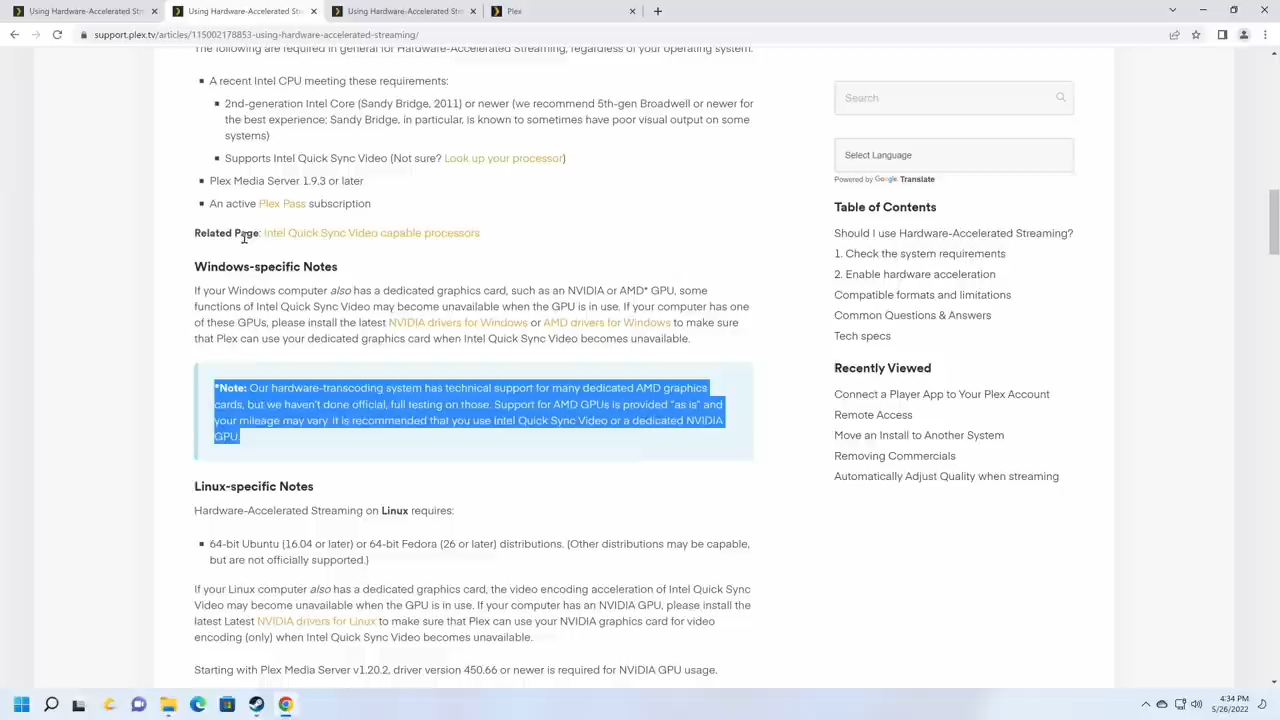 Using Hardware-Accelerated Str
Using Hardware-Accelerated Str
Using Hardware-Accelerated Str
Plex
support.plex.tv/articles/115002178853-using-hardware-accelerated-streaming/
The following are required in general for Hardware-Accelerated Streaming, regardless of your operating system.
A recent Intel CPU meeting these requirements:
2nd-generation Intel Core (Sandy Bridge, 2011) or newer (we recommend 5th-gen Broadwell or newer for
the best experience; Sandy Bridge, in particular, is known to sometimes have poor visual output on some
systems)
Supports Intel Quick Sync Video (Not sure? Look up your processor)
Plex Media Server 1.9.3 or later
An active Plex Pass subscription
Related Page: Intel Quick Sync Video capable processors
Windows-specific Notes
If your Windows computer also has a dedicated graphics card, such as an NVIDIA or AMD* GPU, some
functions of Intel Quick Sync Video may become unavailable when the GPU is in use. If your computer has one
of these GPUs, please install the latest NVIDIA drivers for Windows or AMD drivers for Windows to make sure
that Plex can use your dedicated graphics card when Intel Quick Sync Video becomes unavailable.
*Note: Our hardware-transcoding system has technical support for many dedicated AMD graphics
cards, but we haven't done official, full testing on those. Support for AMD GPUs is provided "as is" and
your mileage may vary. It is recommended that you use Intel Quick Sync Video or a dedicated NVIDIA
GPU.
Linux-specific Notes
Hardware-Accelerated Streaming on Linux requires:
64-bit Ubuntu (16.04 or later) or 64-bit Fedora (26 or later) distributions. (Other distributions may be capable,
but are not officially supported.)
If your Linux computer also has a dedicated graphics card, the video encoding acceleration of Intel Quick Sync
Video may become unavailable when the GPU is in use. If your computer has an NVIDIA GPU, please install the
latest Latest NVIDIA drivers for Linux to make sure that Plex can use your NVIDIA graphics card for video
encoding (only) when Intel Quick Sync Video becomes unavailable.
Starting with Plex Media Server v1.20.2, driver version 450.66 or newer is required for NVIDIA GPU usage.
Search
Select Language
Powered by Google Translate
Table of Contents
Should I use Hardware-Accelerated Streaming?
1. Check the system requirements
2. Enable hardware acceleration
Compatible formats and limitations
Common Questions & Answers
Tech specs
Recently Viewed
Connect a Player App to Your Plex Account
Remote Access
Move an Install to Another System
Removing Commercials
Automatically Adjust Quality when streaming
4:34 PM
5/26/2022